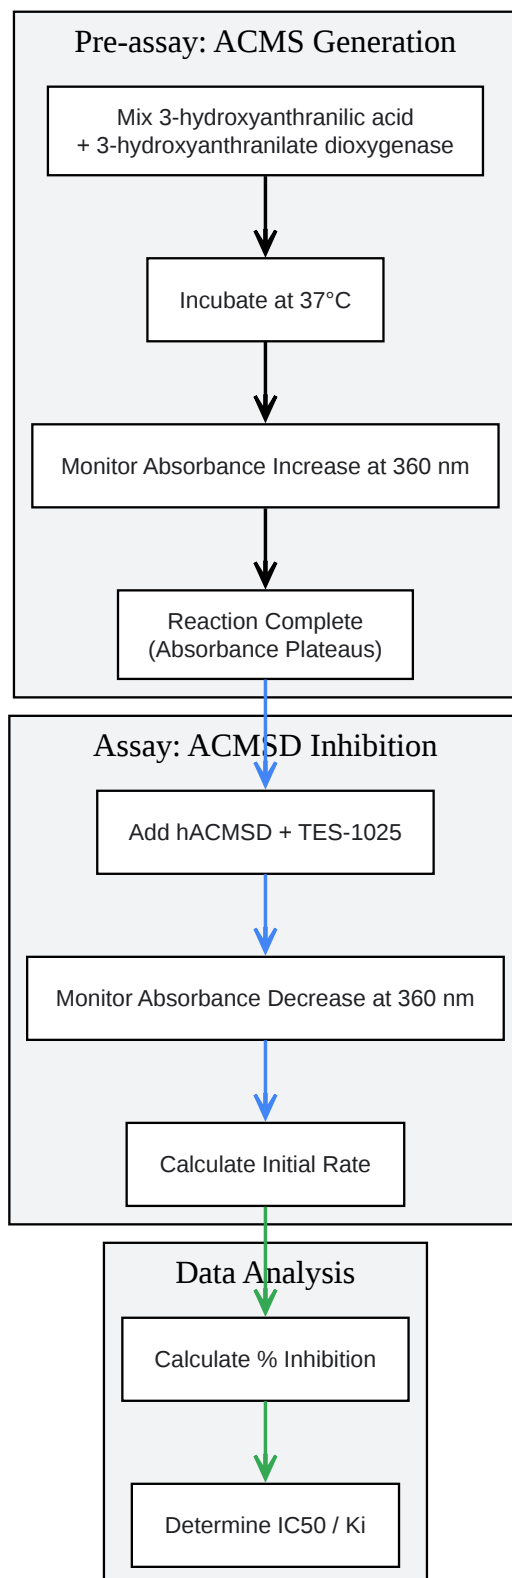 Pre-assay: ACMS Generation
Mix 3-hydroxyanthranilic acid
+ 3-hydroxyanthranilate dioxygenase
Incubate at 37°C
Monitor Absorbance Increase at 360 nm
Reaction Complete
(Absorbance Plateaus)
Assay: ACMSD Inhibition
Add hACMSD + TES-1025
Monitor Absorbance Decrease at 360 nm
Calculate Initial Rate
Data Analysis
Calculate % Inhibition
Determine IC50 / Ki